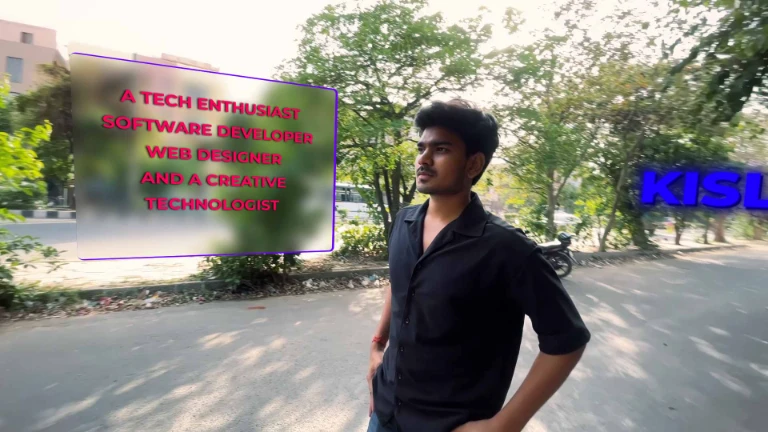 A TECH ENTHUSIAST
SOFTWARE DEVELOPER
WEB DESIGNER
AND A CREATIVE
TECHNOLOGIST